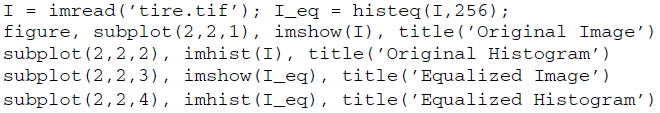 I = imread('tire.tif'); I_eq = histeq(I,256);
figure, subplot(2,2,1), imshow(I), title('Original Image')
subplot(2,2,2), imhist(I), title('Original Histogram')
subplot(2,2,3), imshow(I_eq), title('Equalized Image')
subplot(2,2,4), imhist(I_eq), title('Equalized Histogram')